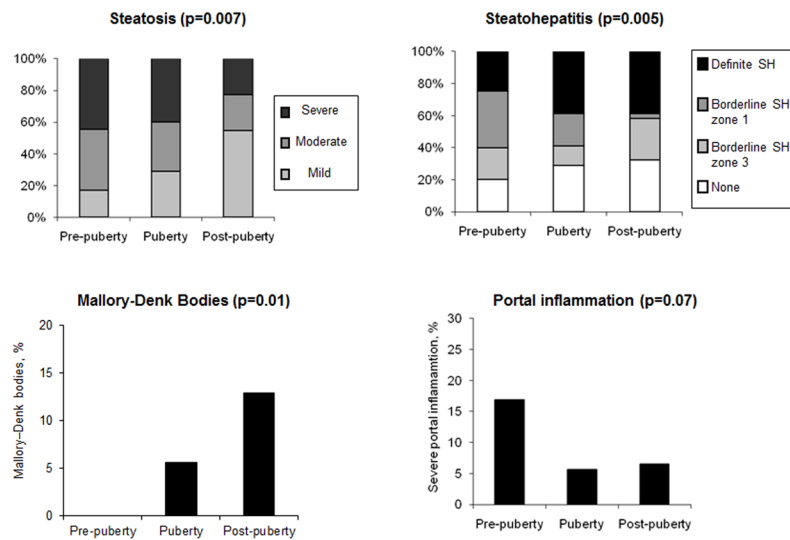 Steatosis (p=0.007)
100%
80%
60%
40%
20%
0%
Pre-puberty Puberty Post-puberty
Severe
Moderate
Mild
Steatohepatitis (p=0.005)
100%
80%
60%
40%
20%
0%
Pre-puberty Puberty Post-puberty
Definite SH
Borderline SH
zone 1
Borderline SH
zone 3
None
Mallory-Denk Bodies (p=0.01)
Mallory–Denk bodies, %
20
15
10
5
0
Pre-puberty Puberty Post-puberty
Portal inflammation (p=0.07)
Severe portal inflamamtion, %
30
25
20
15
10
5
0
Pre-puberty Puberty Post-puberty